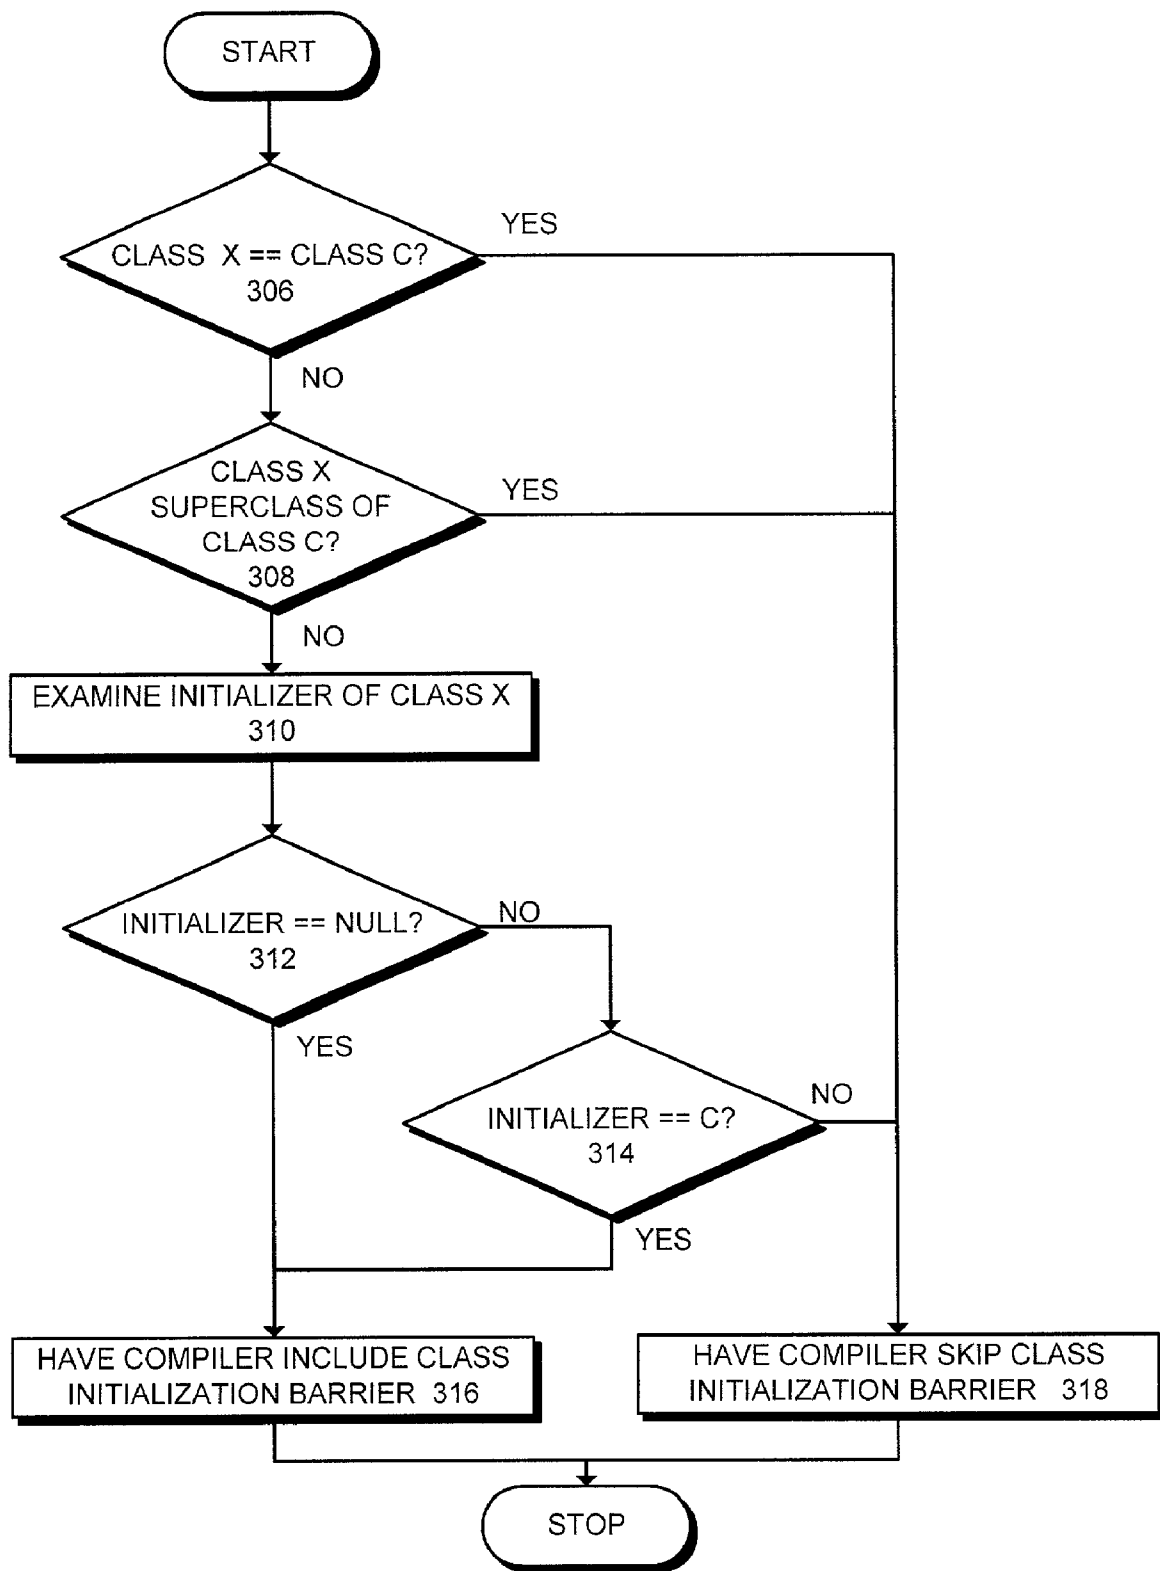 START
CLASS X == CLASS C?
306
YES
NO
CLASS X
SUPERCLASS OF
CLASS C?
308
YES
NO
EXAMINE INITIALIZER OF CLASS X
310
INITIALIZER == NULL?
312
NO
YES
INITIALIZER == C?
314
NO
YES
HAVE COMPILER INCLUDE CLASS
INITIALIZATION BARRIER 316
HAVE COMPILER SKIP CLASS
INITIALIZATION BARRIER 318
STOP